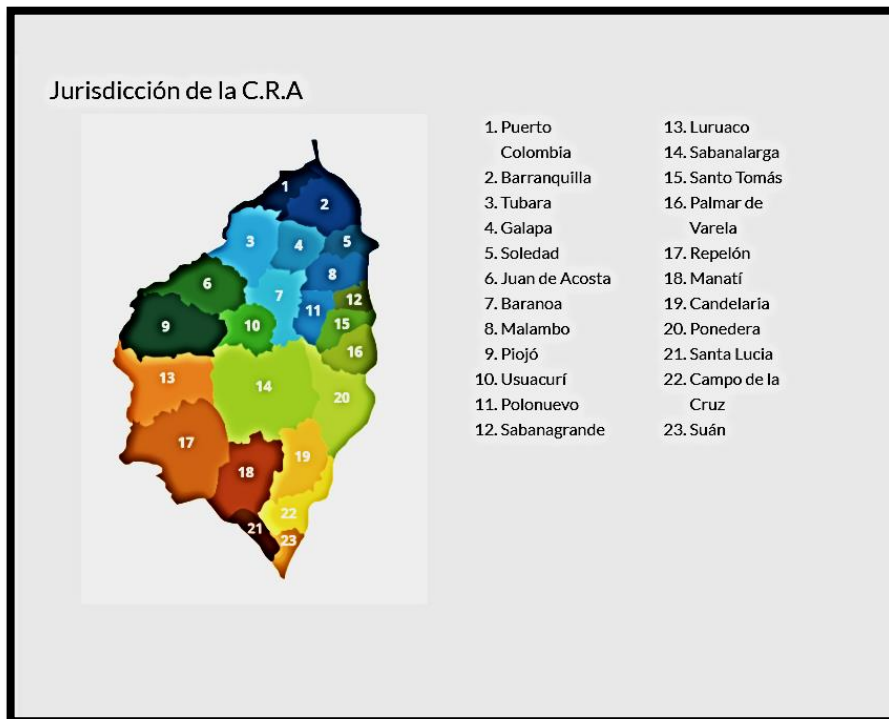 Jurisdicción de la C.R.A
1
2
3
4
5
6
7
8
9
10
11
12
13
14
15
16
17
18
19
20
21
22
23
1. Puerto
Colombia
2. Barranquilla
3. Tubara
4. Galapa
5. Soledad
6. Juan de Acosta
7. Baranoa
8. Malambo
9. Piojó
10. Usuacurí
11. Polonuevo
12. Sabanagrande
13. Luruaco
14. Sabanalarga
15. Santo Tomás
16. Palmar de
Varela
17. Repelón
18. Manatí
19. Candelaria
20. Ponedera
21. Santa Lucia
22. Campo de la
Cruz
23. Suán